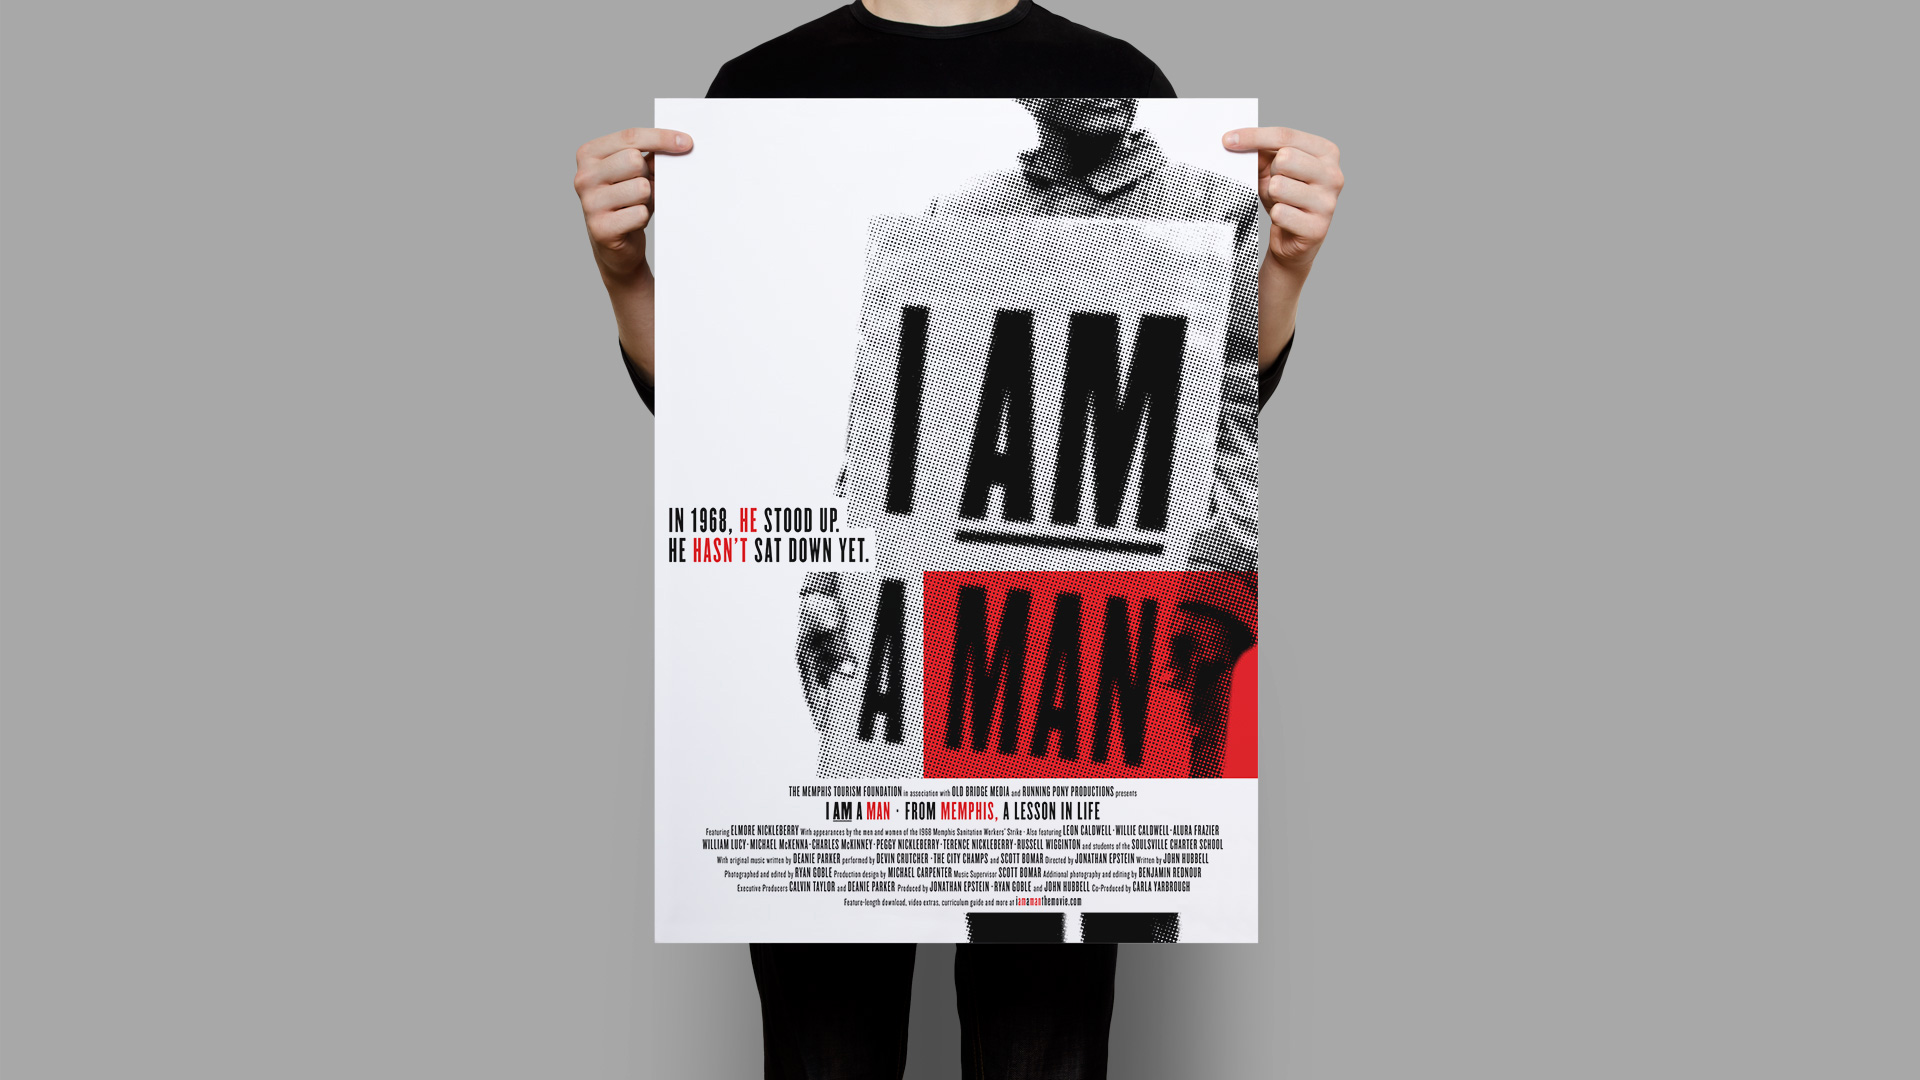 I AM
IN 1968, HE STOOD UP.
HE HASN'T SAT DOWN YET.
A MAN
THE MEMPHIS TOURISM FOUNDATION in association with OLD BRIDGE MEDIA and RUNNING PONY PRODUCTIONS presents
I AM A MAN · FROM MEMPHIS, A LESSON IN LIFE
Featuring ELMORE NICKLEBERRY With appearances by the men and women of the 1968 Memphis Sanitation Workers' Strike · Also featuring LEON CALDWELL · WILLIE CALDWELL · ALURA FRAZIER
WILLIAM LUCY · MICHAEL McKENNA · CHARLES McKINNEY · PEGGY NICKLEBERRY · TERENCE NICKLEBERRY · RUSSELL WIGGINTON and students of the SOULSVILLE CHARTER SCHOOL
With original music written by DEANIE PARKER performed by DEVIN CRUTCHER · THE CITY CHAMPS and SCOTT BOMAR Directed by JONATHAN EPSTEIN Written by JOHN HUBBELL
Photographed and edited by RYAN GOBLE Production design by MICHAEL CARPENTER Music Supervisor SCOTT BOMAR Additional photography and editing by BENJAMIN REDNOUR
Executive Producers CALVIN TAYLOR and DEANIE PARKER Produced by JONATHAN EPSTEIN · RYAN GOBLE and JOHN HUBBELL Co-Produced by CARLA YARBROUGH
Feature-length download, video extras, curriculum guide and more at iamamanthemovie.com